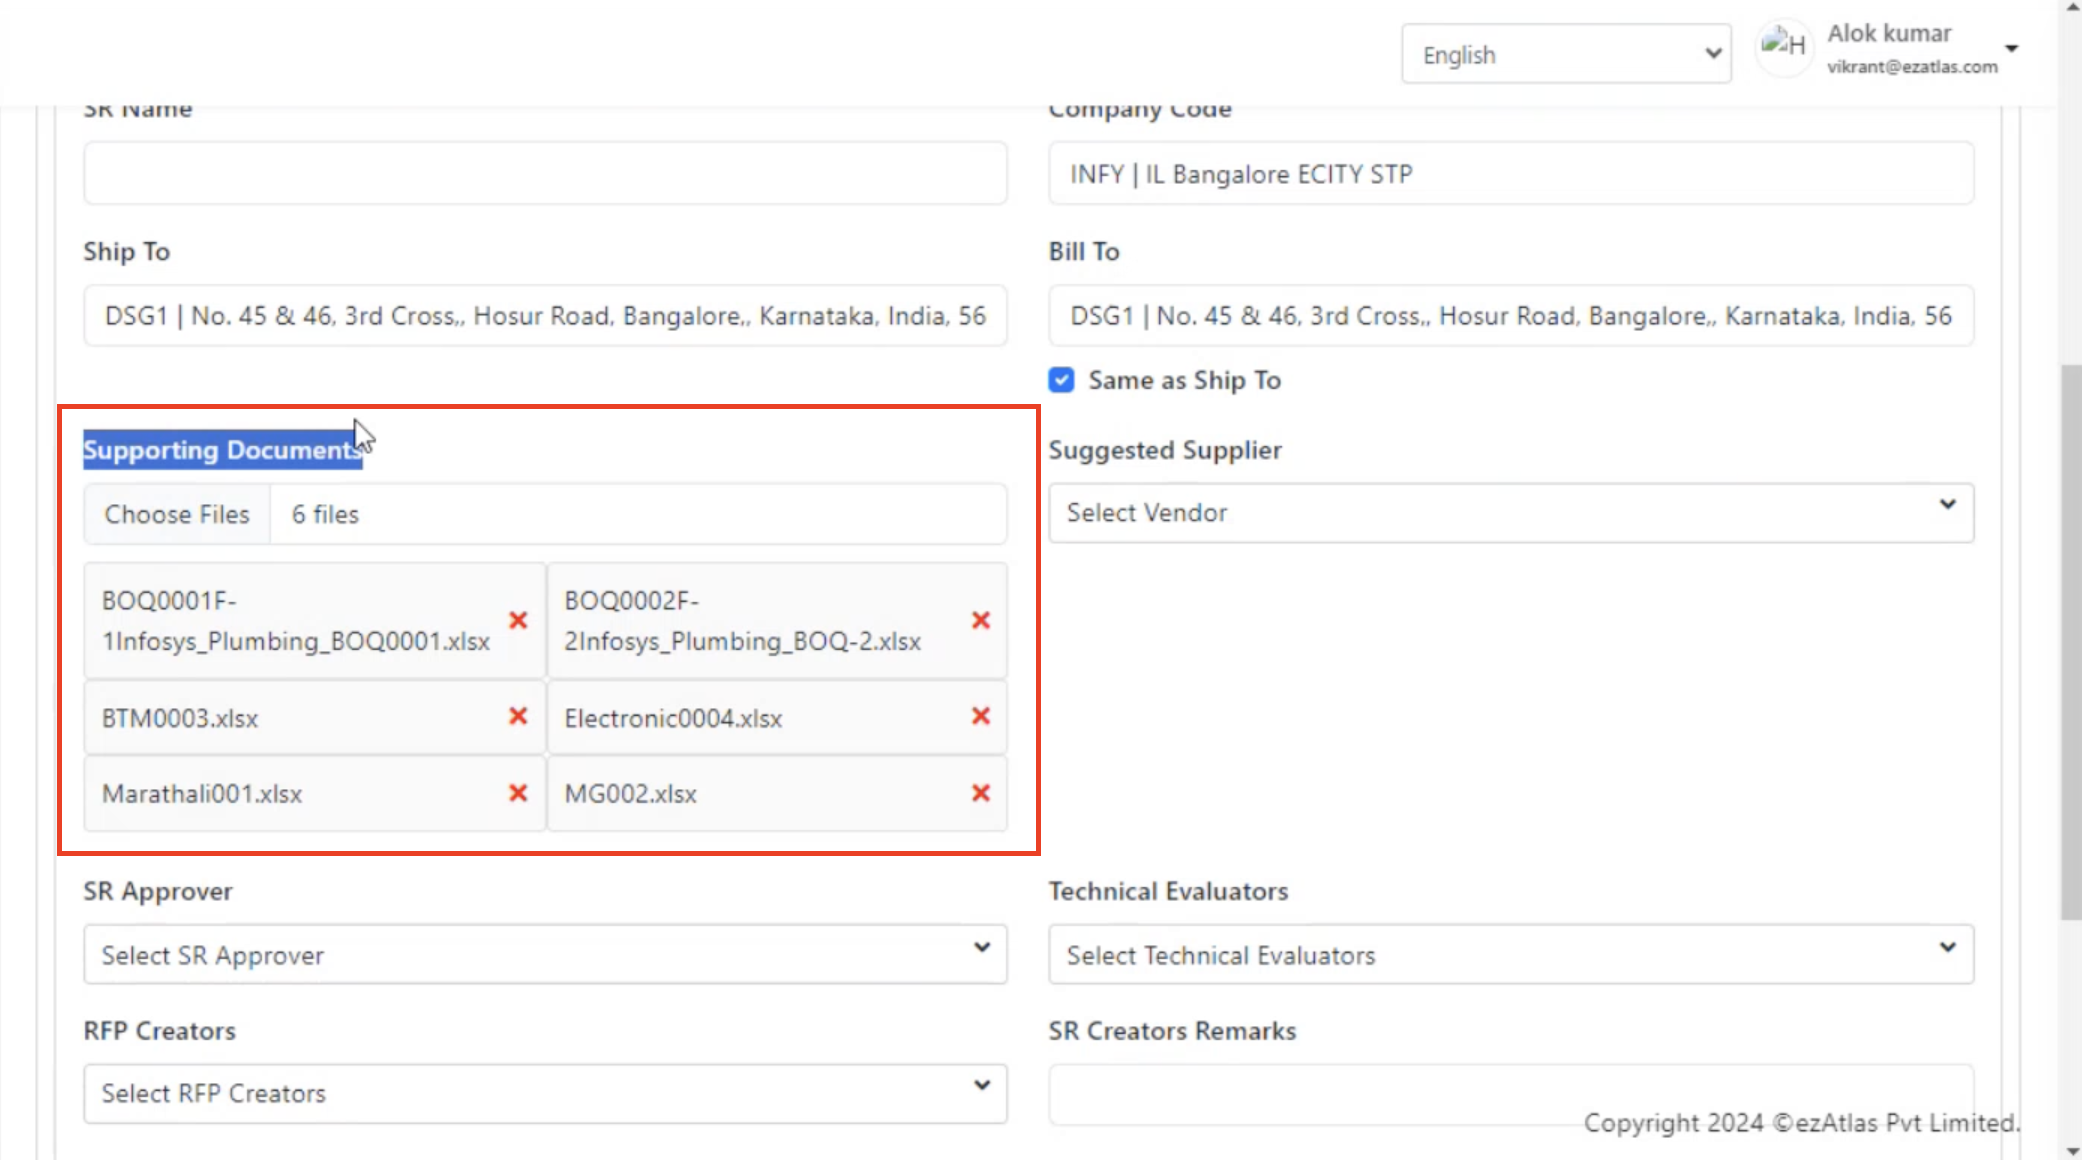 English
H
Alok kumar
vikrant@ezatlas.com
SR Name
Company Code
INFY | IL Bangalore ECITY STP
Ship To
Bill To
DSG1 | No. 45 & 46, 3rd Cross,, Hosur Road, Bangalore,, Karnataka, India, 56
DSG1 | No. 45 & 46, 3rd Cross,, Hosur Road, Bangalore,, Karnataka, India, 56
Same as Ship To
Supporting Documents
Suggested Supplier
Choose Files
6 files
Select Vendor
BOQ0001F-
1Infosys_Plumbing_BOQ0001.xlsx
BOQ0002F-
2Infosys_Plumbing_BOQ-2.xlsx
BTM0003.xlsx
Electronic0004.xlsx
Marathali001.xlsx
MG002.xlsx
SR Approver
Technical Evaluators
Select SR Approver
Select Technical Evaluators
RFP Creators
SR Creators Remarks
Select RFP Creators
Copyright 2024 ©ezAtlas Pvt Limited.